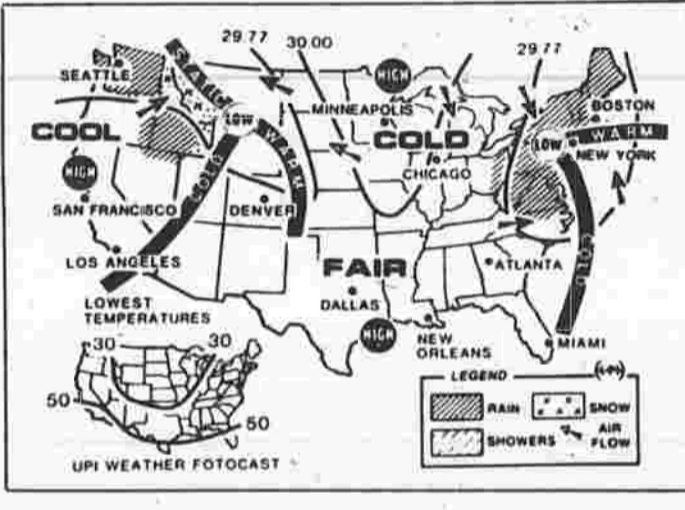 29.77
30.00
29.77
HIGH
SEATTLE
STATIC
MINNEAPOLIS
BOSTON
COOL
LOW
WARM
COLD
LOW
WARM
NEW YORK
CHICAGO
HIGH
COLD
SAN FRANCISCO
DENVER
COLD
LOS ANGELES
FAIR
ATLANTA
DALLAS
LOWEST
TEMPERATURES
HIGH
NEW
ORLEANS
MIAMI
30
30
50
50
LEGEND
RAIN
SNOW
SHOWERS
AIR
FLOW
UPI WEATHER FOTOCAST